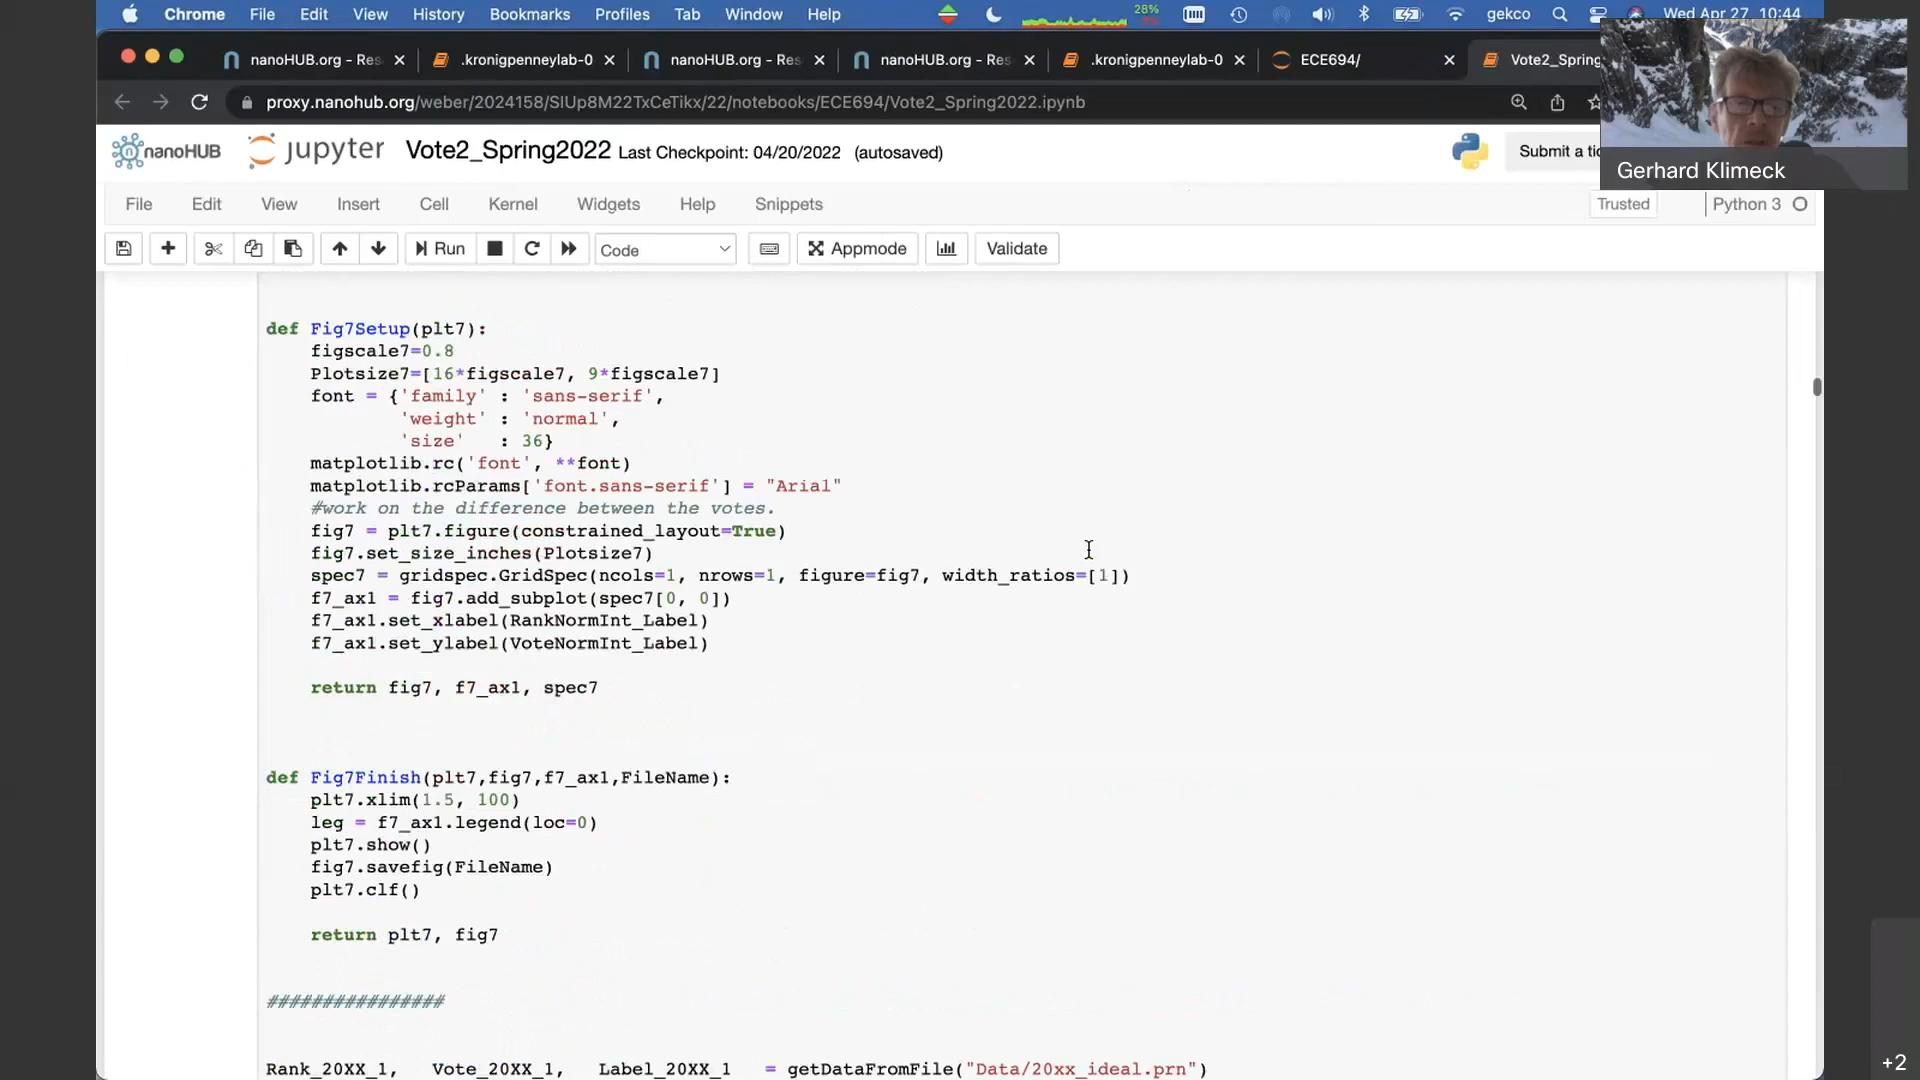 Chrome File Edit View History Bookmarks Profiles Tab Window Help 28% gekco Wed Apr 27 10:44
nanoHUB.org - Res .kronigpenneylab-0 nanoHUB.org - Res nanoHUB.org - Res .kronigpenneylab-0 ECE694/ Vote2_Spring
proxy.nanohub.org/weber/2024158/SIUp8M22TxCeTikx/22/notebooks/ECE694/Vote2_Spring2022.ipynb
nanoHUB jupyter Vote2_Spring2022 Last Checkpoint: 04/20/2022 (autosaved) Submit a tic
Gerhard Klimeck
File Edit View Insert Cell Kernel Widgets Help Snippets Trusted Python 3
Run Code Appmode Validate
def Fig7Setup(plt7):
    figscale7=0.8
    Plotsize7=[16*figscale7, 9*figscale7]
    font = {'family' : 'sans-serif',
            'weight' : 'normal',
            'size'   : 36}
    matplotlib.rc('font', **font)
    matplotlib.rcParams['font.sans-serif'] = "Arial"
    #work on the difference between the votes.
    fig7 = plt7.figure(constrained_layout=True)
    fig7.set_size_inches(Plotsize7)
    spec7 = gridspec.GridSpec(ncols=1, nrows=1, figure=fig7, width_ratios=[1])
    f7_ax1 = fig7.add_subplot(spec7[0, 0])
    f7_ax1.set_xlabel(RankNormInt_Label)
    f7_ax1.set_ylabel(VoteNormInt_Label)
    return fig7, f7_ax1, spec7
def Fig7Finish(plt7,fig7,f7_ax1,FileName):
    plt7.xlim(1.5, 100)
    leg = f7_ax1.legend(loc=0)
    plt7.show()
    fig7.savefig(FileName)
    plt7.clf()
    return plt7, fig7
################
Rank_20XX_1,   Vote_20XX_1,   Label_20XX_1   = getDataFromFile("Data/20xx_ideal.prn")
+2